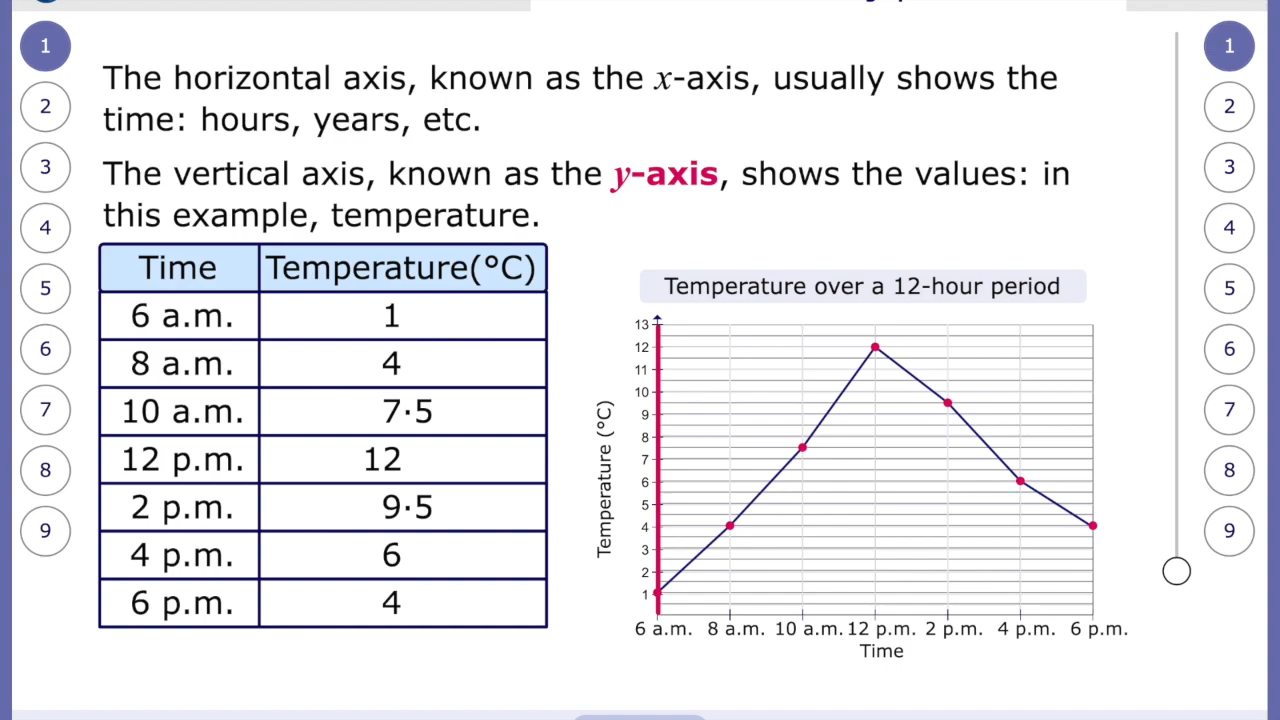 The horizontal axis, known as the x-axis, usually shows the
time: hours, years, etc.
The vertical axis, known as the y-axis, shows the values: in
this example, temperature.
Time Temperature(°C)
6 a.m. 1
8 a.m. 4
10 a.m. 7·5
12 p.m. 12
2 p.m. 9·5
4 p.m. 6
6 p.m. 4
Temperature over a 12-hour period
Temperature (°C)
13
12
11
10
9
8
7
6
5
4
3
2
1
6 a.m. 8 a.m. 10 a.m. 12 p.m. 2 p.m. 4 p.m. 6 p.m.
Time
1
2
3
4
5
6
7
8
9
1
2
3
4
5
6
7
8
9